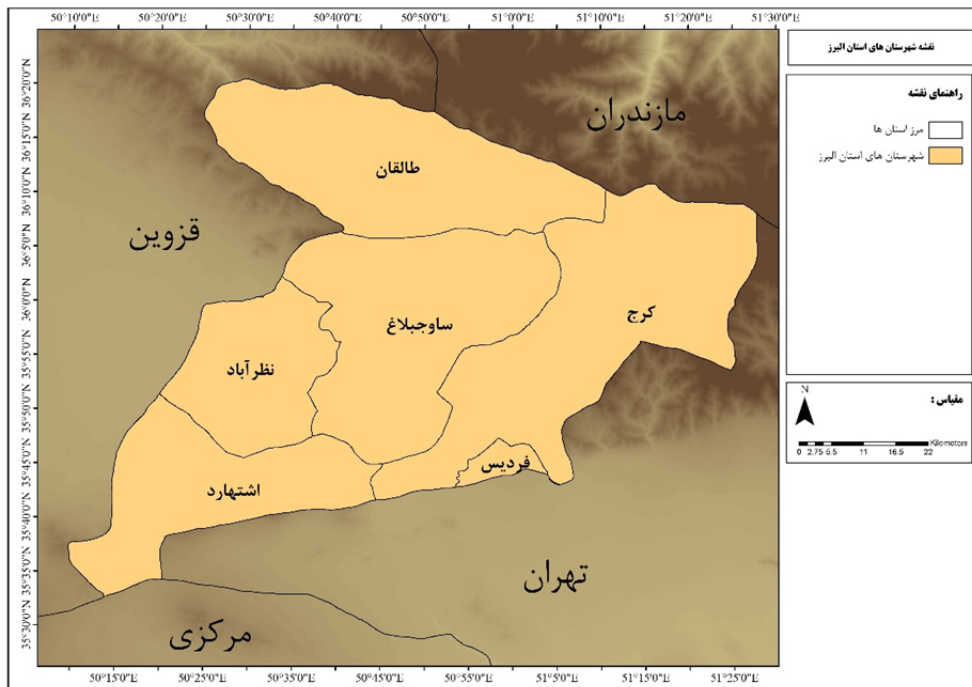 50°10'0"E 50°20'0"E 50°30'0"E 50°40'0"E 50°50'0"E 51°0'0"E 51°10'0"E 51°20'0"E 51°30'0"E
نقشه شهرستان های استان البرز
راهنمای نقشه
مرز استان ها
شهرستان های استان البرز
مقیاس :
N
Kilometers
0 2.75 5.5 11 16.5 22
مازندران
طالقان
قزوین
کرج
ساوجبلاغ
نظرآباد
فردیس
اشتهارد
تهران
مرکزی
36°20'0"N
36°15'0"N
36°10'0"N
36°5'0"N
36°0'0"N
35°55'0"N
35°50'0"N
35°45'0"N
35°40'0"N
35°35'0"N
35°30'0"N
50°15'0"E 50°25'0"E 50°35'0"E 50°45'0"E 50°55'0"E 51°5'0"E 51°15'0"E 51°25'0"E